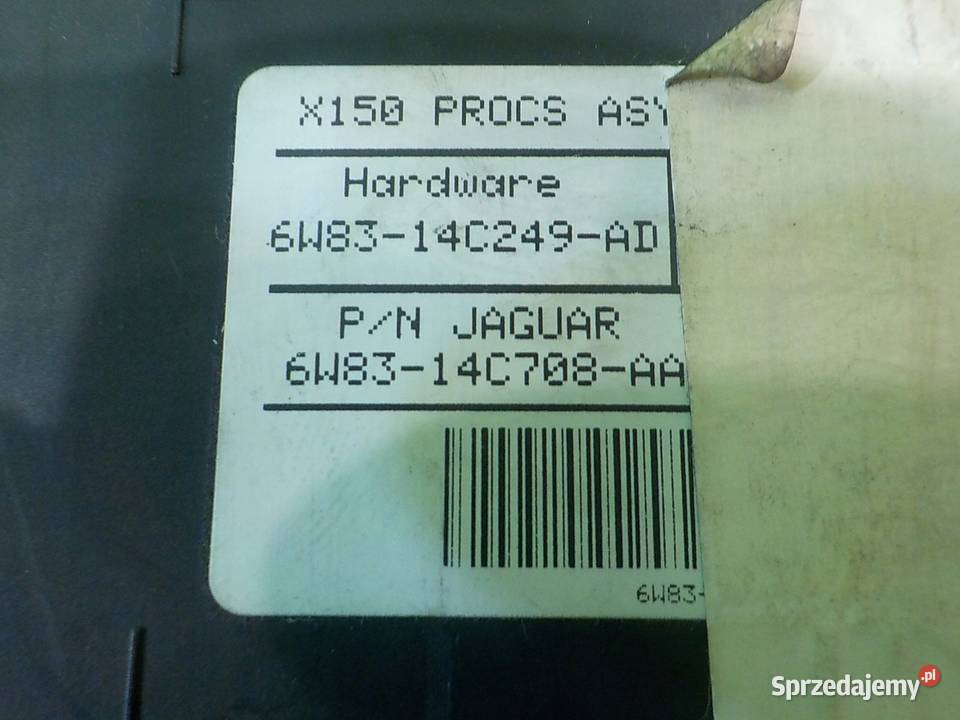 X150 PROCS ASY
Hardware
6W83-14C249-AD
P/N JAGUAR
6W83-14C708-AA
6W83-
Sprzedajemy.pl